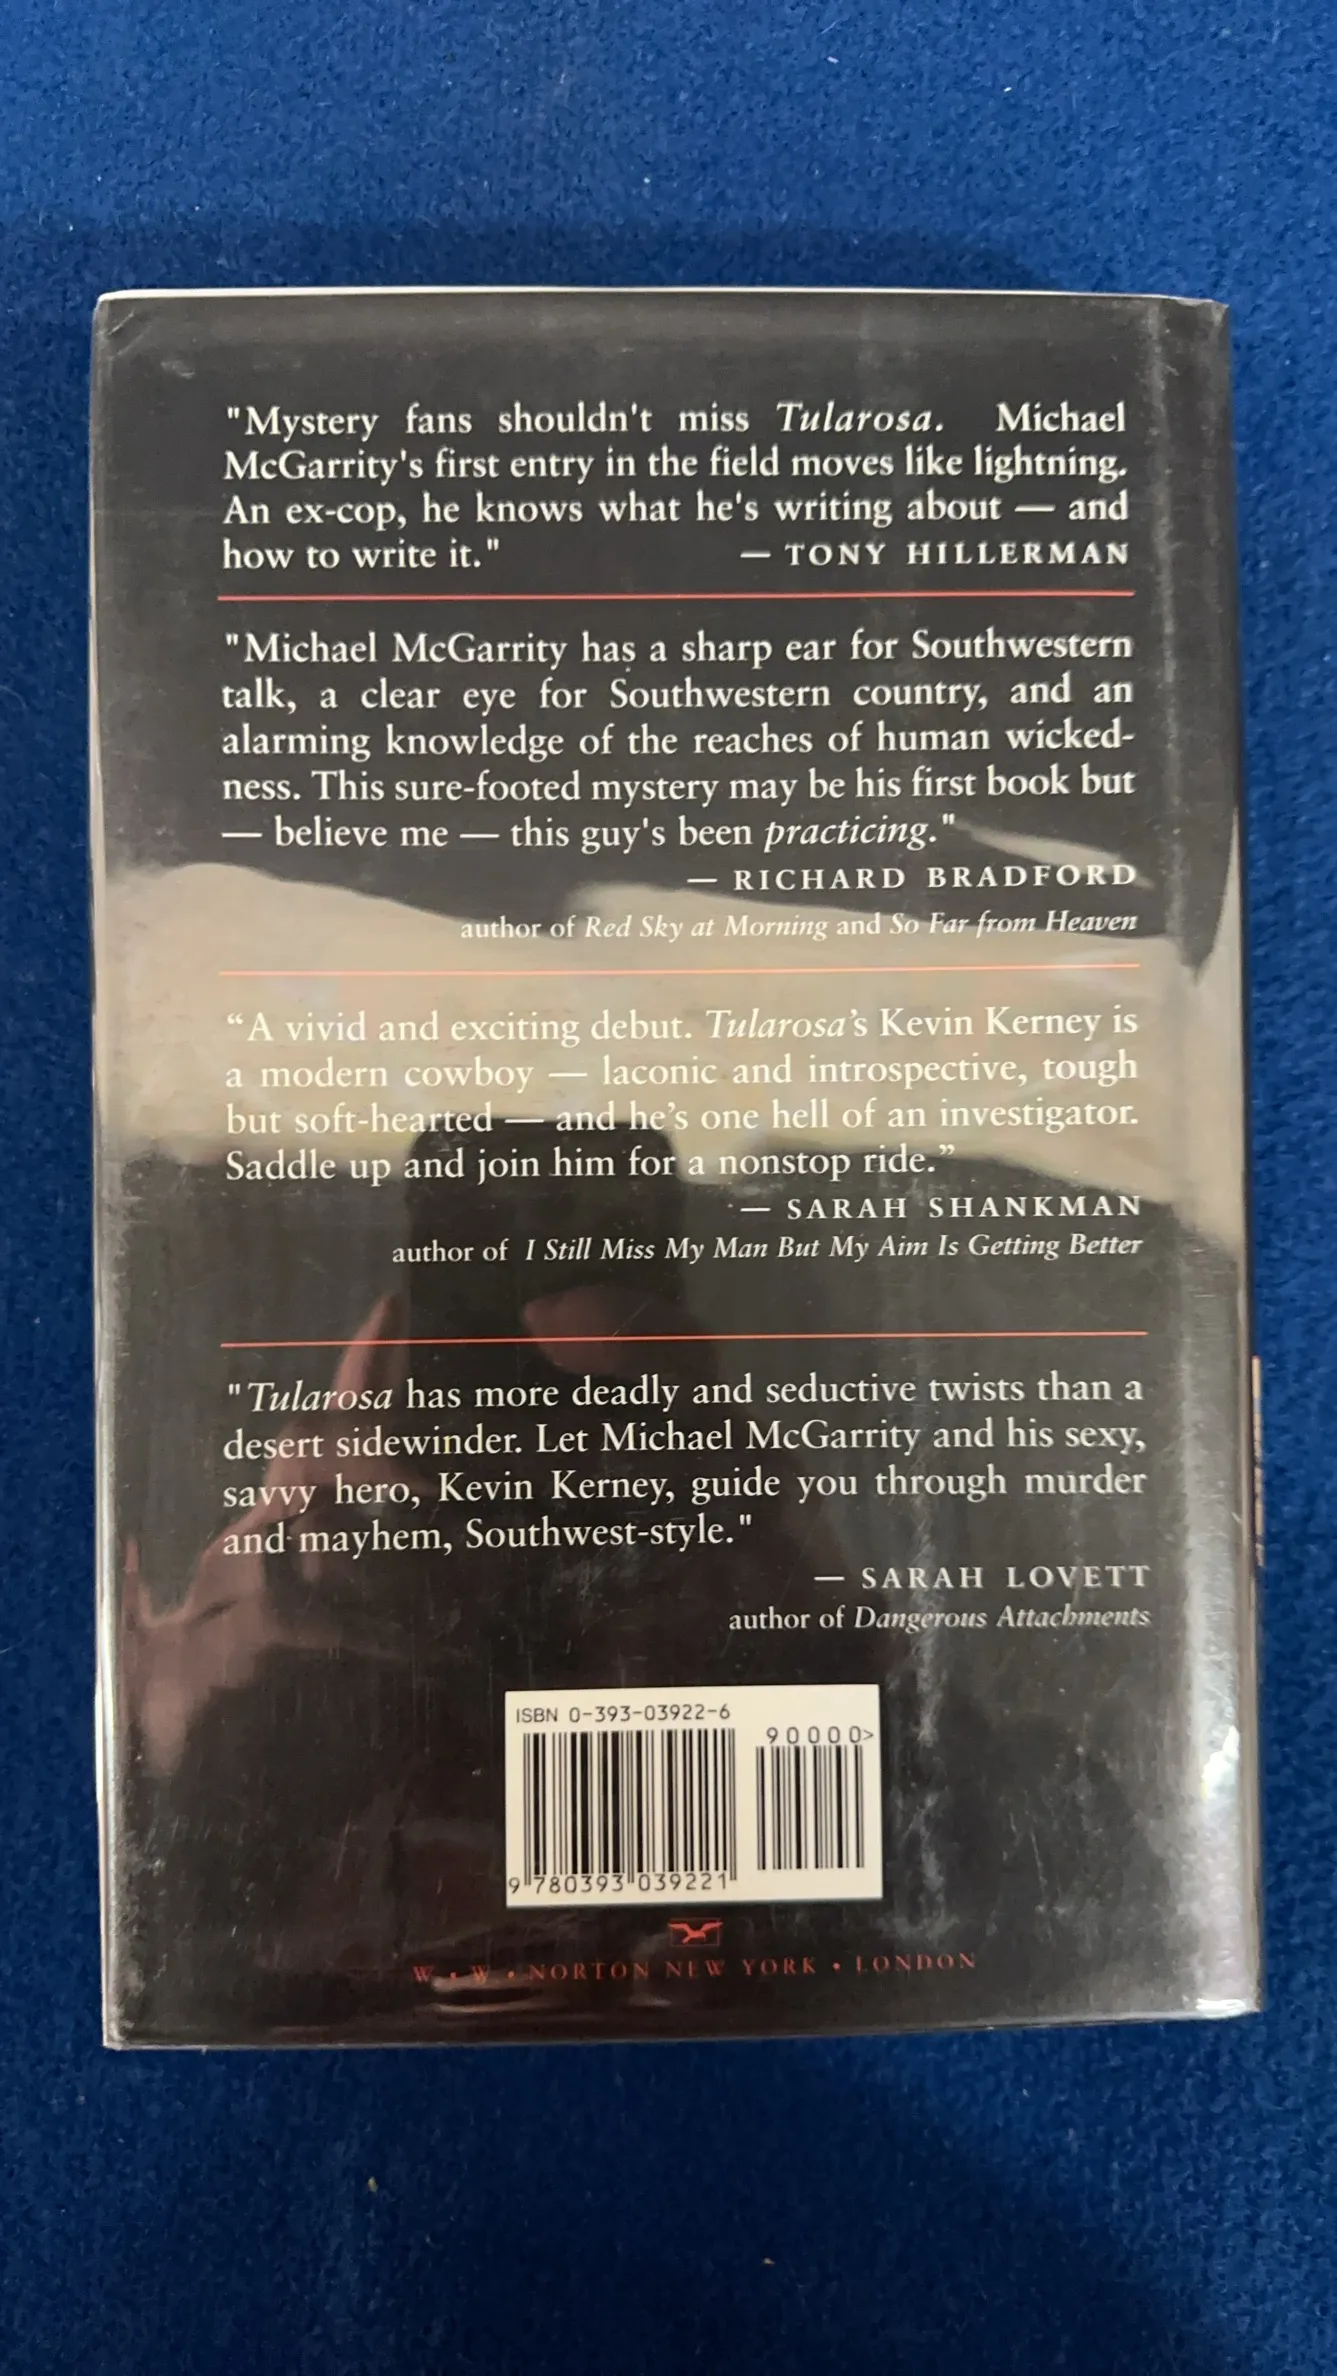 "Mystery fans shouldn't miss Tularosa. Michael
McGarrity's first entry in the field moves like lightning.
An ex-cop, he knows what he's writing about — and
how to write it." — TONY HILLERMAN
"Michael McGarrity has a sharp ear for Southwestern
talk, a clear eye for Southwestern country, and an
alarming knowledge of the reaches of human wicked-
ness. This sure-footed mystery may be his first book but
— believe me — this guy's been practicing."
— RICHARD BRADFORD
author of Red Sky at Morning and So Far from Heaven
“A vivid and exciting debut. Tularosa’s Kevin Kerney is
a modern cowboy — laconic and introspective, tough
but soft-hearted — and he’s one hell of an investigator.
Saddle up and join him for a nonstop ride.”
— SARAH SHANKMAN
author of I Still Miss My Man But My Aim Is Getting Better
"Tularosa has more deadly and seductive twists than a
desert sidewinder. Let Michael McGarrity and his sexy,
savvy hero, Kevin Kerney, guide you through murder
and mayhem, Southwest-style."
— SARAH LOVETT
author of Dangerous Attachments
ISBN 0-393-03922-6
90000>
9 780393 039221
W • W • NORTON NEW YORK • LONDON